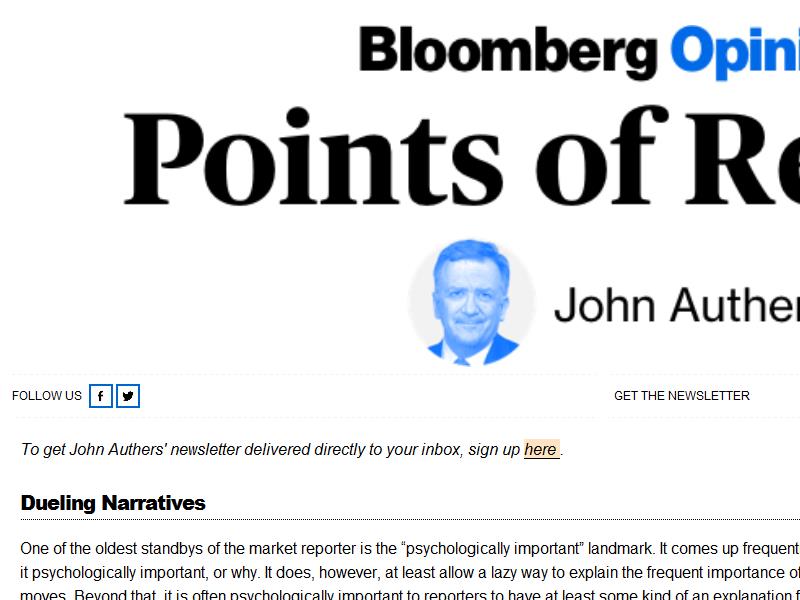 Bloomberg Opini
Points of Re
John Auther
FOLLOW US
GET THE NEWSLETTER
To get John Authers' newsletter delivered directly to your inbox, sign up here .
Dueling Narratives
One of the oldest standbys of the market reporter is the “psychologically important” landmark. It comes up frequent
it psychologically important, or why. It does, however, at least allow a lazy way to explain the frequent importance of
moves. Beyond that, it is often psychologically important to reporters to have at least some kind of an explanation f